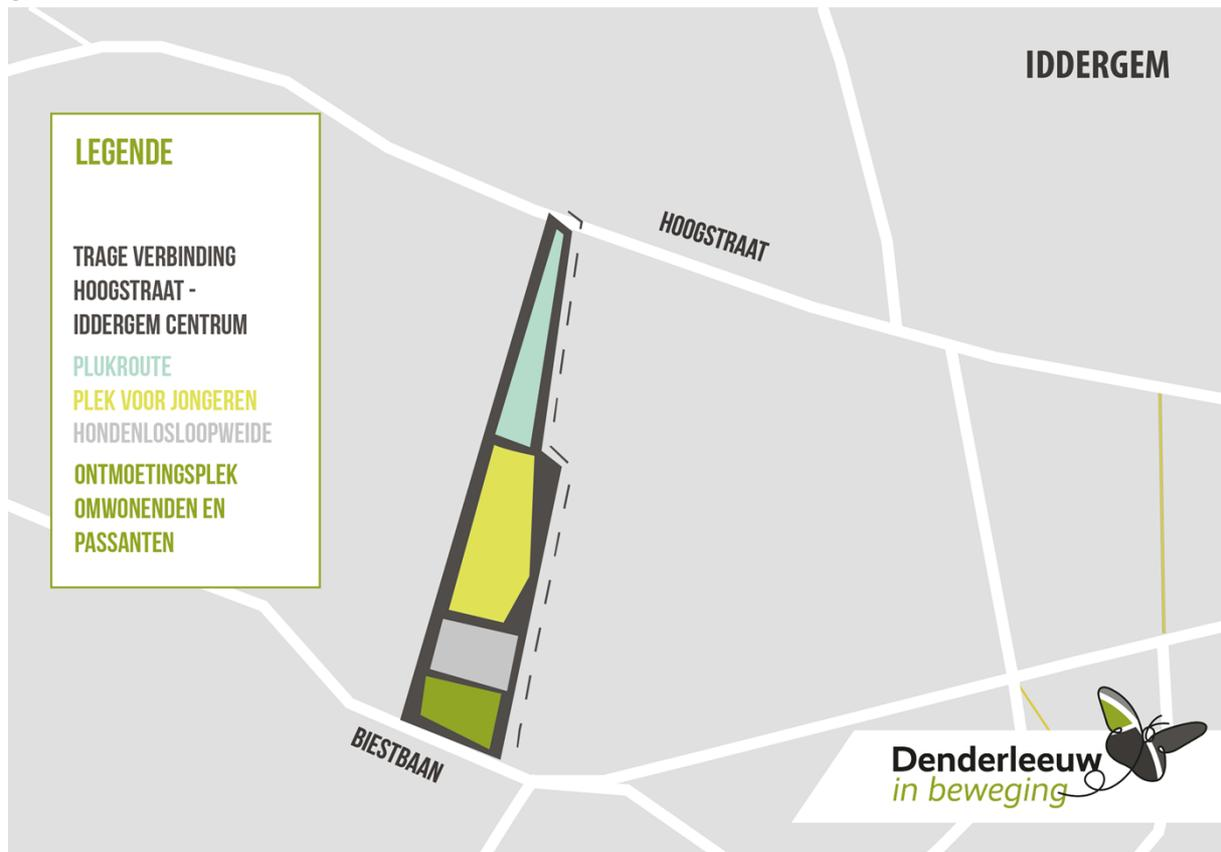 IDDERGEM
LEGENDE
TRAGE VERBINDING
HOOGSTRAAT -
IDDERGEM CENTRUM
PLUKROUTE
PLEK VOOR JONGEREN
HONDENLOSLOOPWEIDE
ONTMOETINGSPLEK
OMWONENDEN EN
PASSANTEN
HOOGSTRAAT
BIESTBAAN
Denderleeuw
in beweging